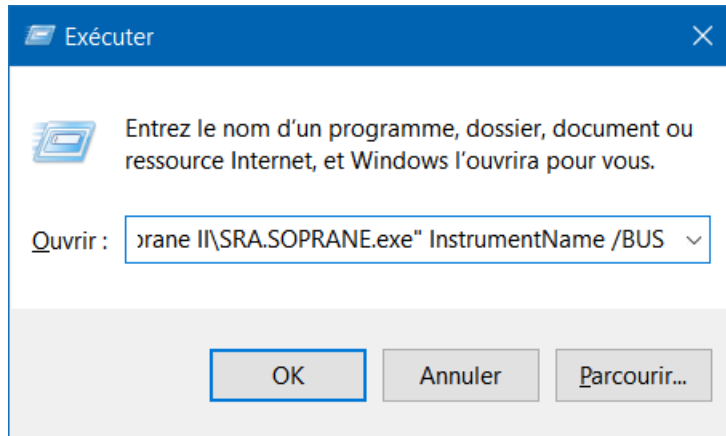 Exécuter
Entrez le nom d'un programme, dossier, document ou
ressource Internet, et Windows l'ouvrira pour vous.
Ouvrir : prane II\SRA.SOPRANE.exe" InstrumentName /BUS
OK Annuler Parcourir...